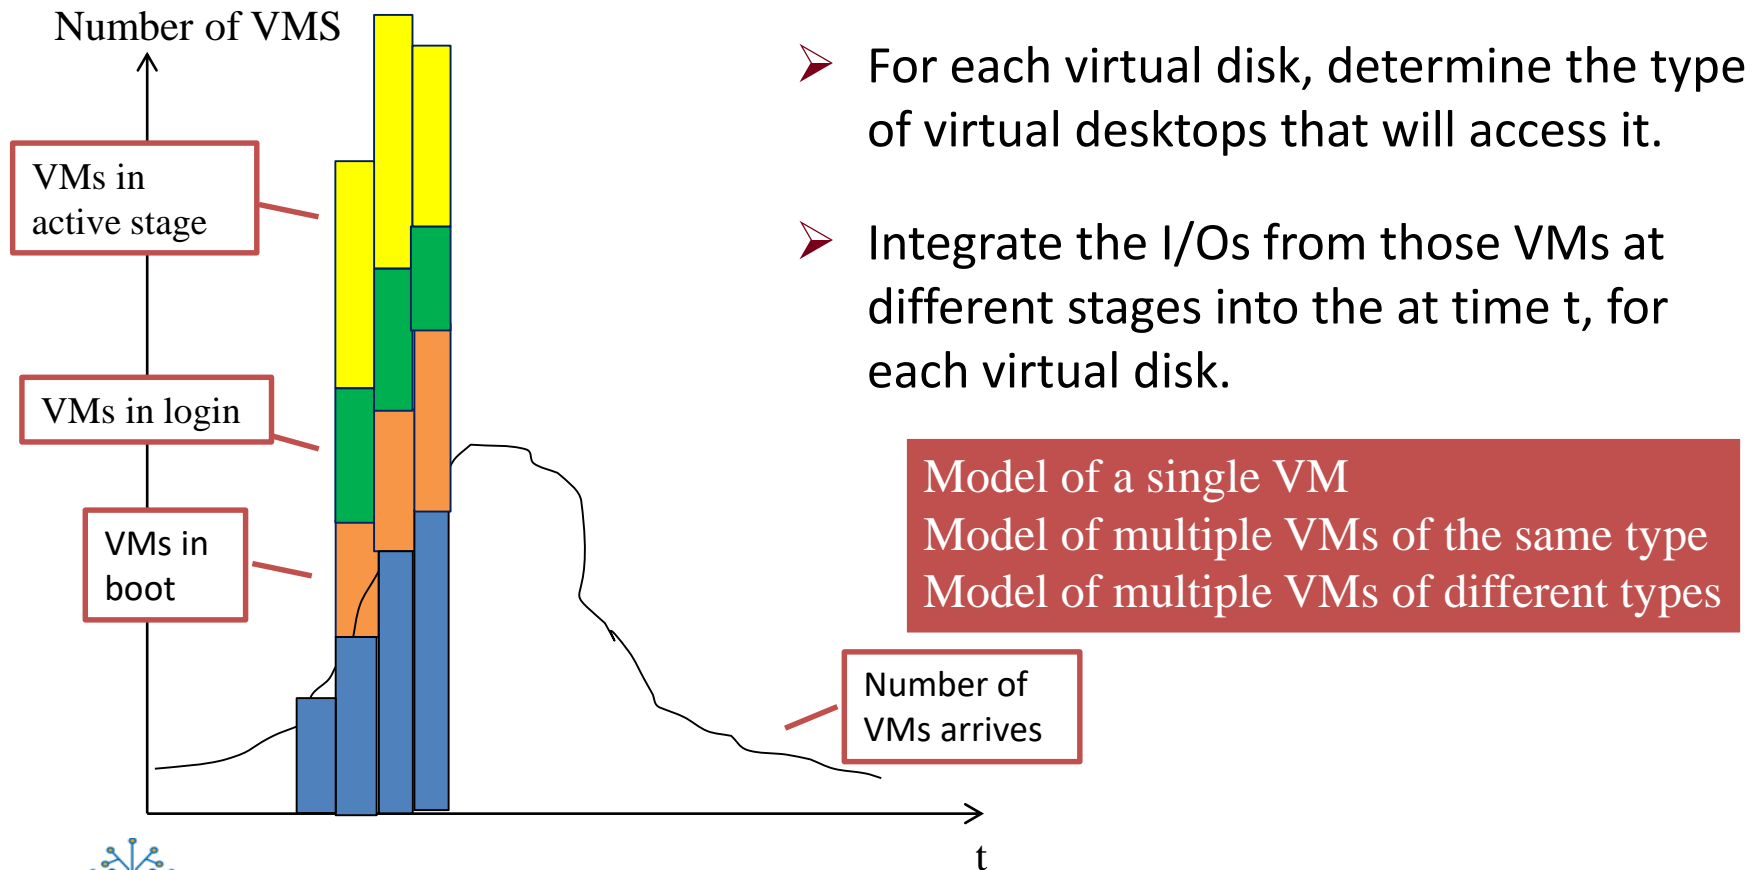 Number of VMS
VMs in
active stage
VMs in login
VMs in
boot
For each virtual disk, determine the type
of virtual desktops that will access it.
Integrate the I/Os from those VMs at
different stages into the at time t, for
each virtual disk.
Model of a single VM
Model of multiple VMs of the same type
Model of multiple VMs of different types
Number of
VMs arrives
t